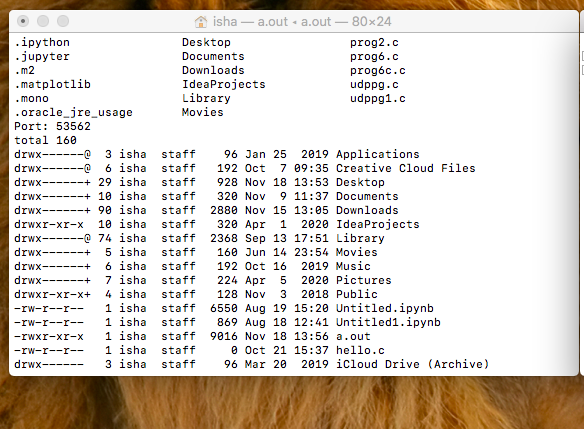 isha — a.out • a.out — 80×24
.ipython Desktop prog2.c
.jupyter Documents prog6.c
.m2 Downloads prog6c.c
.matplotlib IdeaProjects udppg.c
.mono Library udppg1.c
.oracle_jre_usage Movies
Port: 53562
total 160
drwx------@ 3 isha staff 96 Jan 25 2019 Applications
drwx------@ 6 isha staff 192 Oct 7 09:35 Creative Cloud Files
drwx------+ 29 isha staff 928 Nov 18 13:53 Desktop
drwx------+ 10 isha staff 320 Nov 9 11:37 Documents
drwx------+ 90 isha staff 2880 Nov 15 13:05 Downloads
drwxr-xr-x 10 isha staff 320 Apr 1 2020 IdeaProjects
drwx------@ 74 isha staff 2368 Sep 13 17:51 Library
drwx------+ 5 isha staff 160 Jun 14 23:54 Movies
drwx------+ 6 isha staff 192 Oct 16 2019 Music
drwx------+ 7 isha staff 224 Apr 5 2020 Pictures
drwxr-xr-x+ 4 isha staff 128 Nov 3 2018 Public
-rw-r--r-- 1 isha staff 6550 Aug 19 15:20 Untitled.ipynb
-rw-r--r-- 1 isha staff 869 Aug 18 12:41 Untitled1.ipynb
-rwxr-xr-x 1 isha staff 9016 Nov 18 13:56 a.out
-rw-r--r-- 1 isha staff 0 Oct 21 15:37 hello.c
drwx------ 3 isha staff 96 Mar 20 2019 iCloud Drive (Archive)